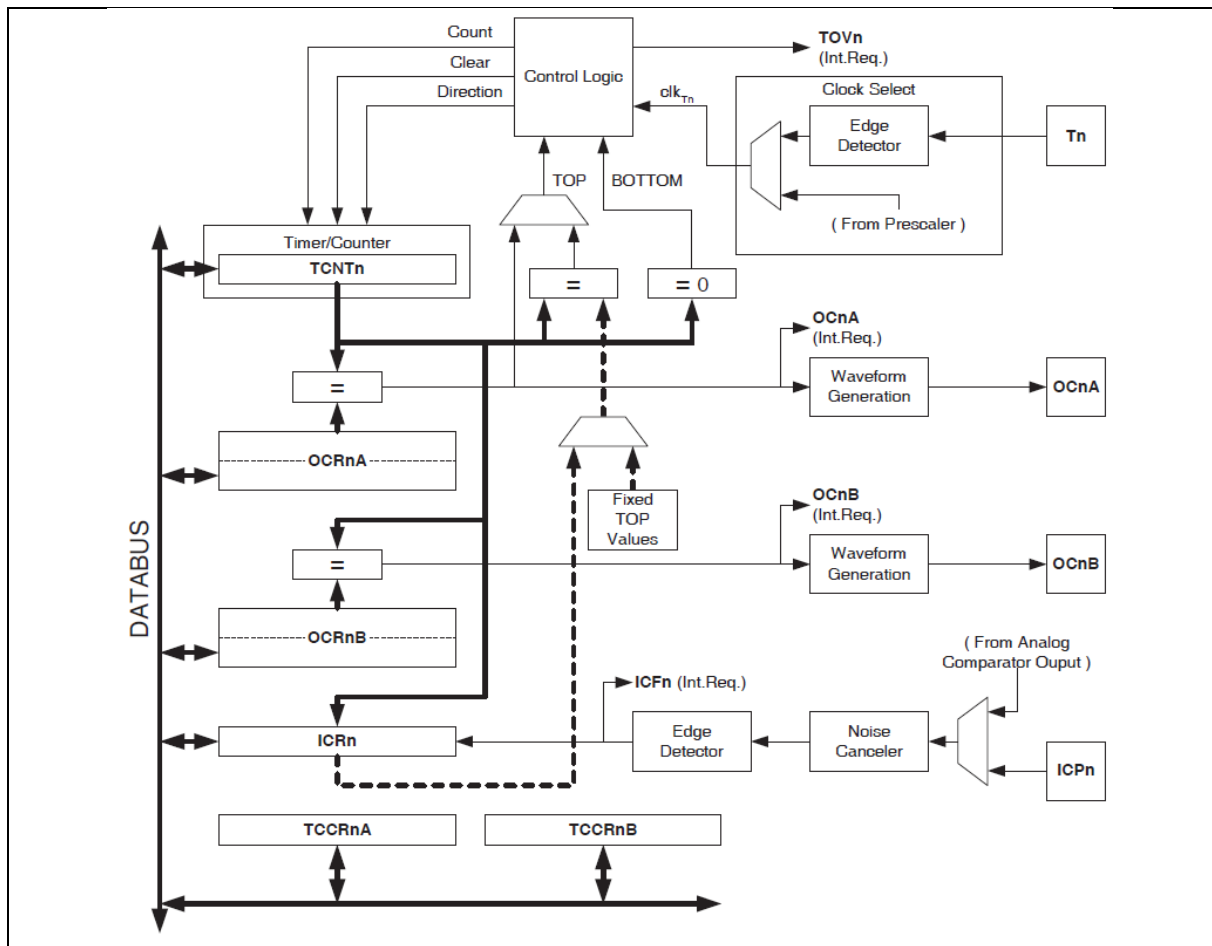 Count
Clear
Direction
Control Logic
TOVn
(Int.Req.)
clkTn
Clock Select
Edge
Detector
Tn
( From Prescaler )
TOP
BOTTOM
Timer/Counter
TCNTn
=
= 0
=
OCRnA
OCnA
(Int.Req.)
Waveform
Generation
OCnA
Fixed
TOP
Values
DATABUS
=
OCRnB
OCnB
(Int.Req.)
Waveform
Generation
OCnB
( From Analog
Comparator Ouput )
ICFn (Int.Req.)
ICRn
Edge
Detector
Noise
Canceler
ICPn
TCCRnA
TCCRnB